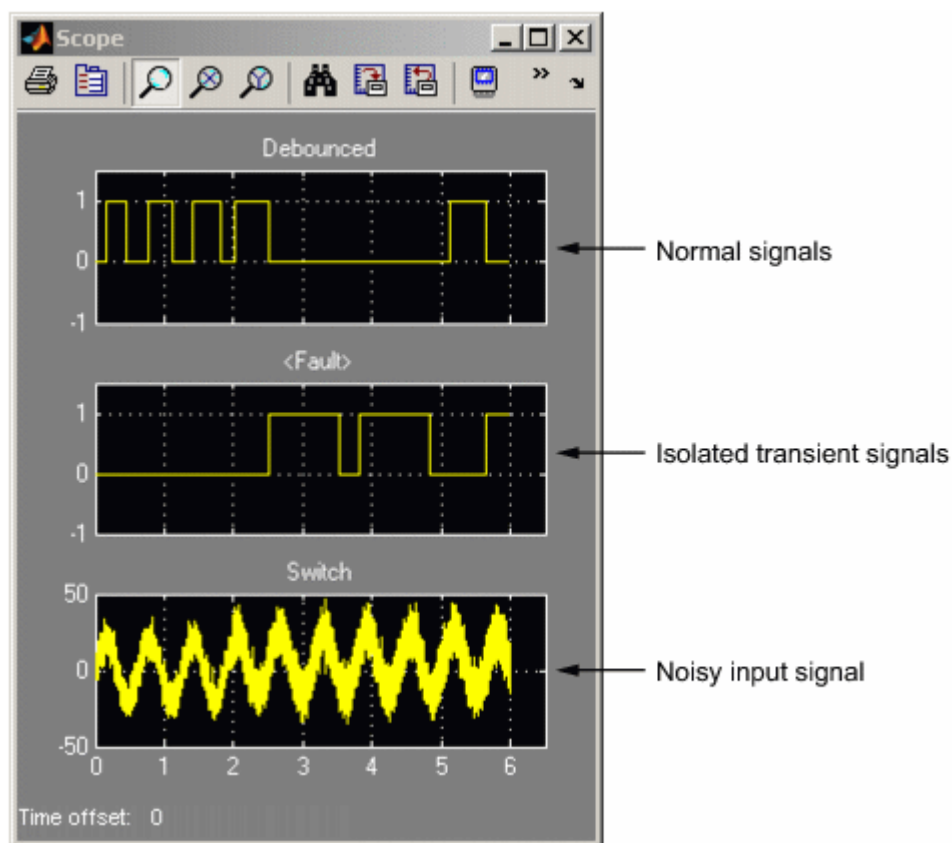 Scope
Debounced
1
0
-1
Normal signals
<Fault>
1
0
-1
Isolated transient signals
Switch
50
0
-50
Noisy input signal
0 1 2 3 4 5 6
Time offset: 0